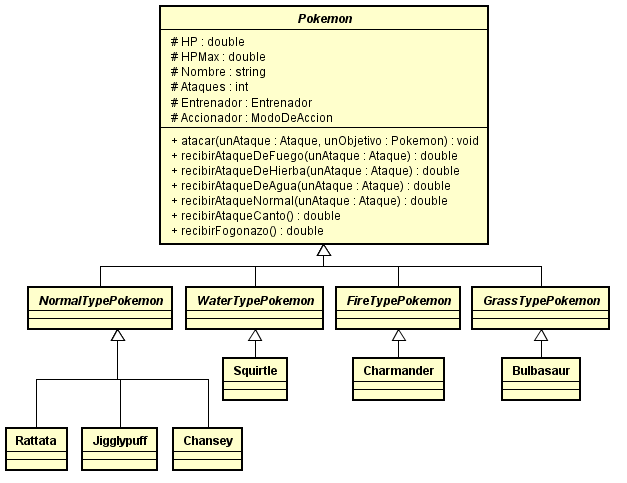 Pokemon
# HP : double
# HPMax : double
# Nombre : string
# Ataques : int
# Entrenador : Entrenador
# Accionador : ModoDeAccion
+ atacar(unAtaque : Ataque, unObjetivo : Pokemon) : void
+ recibirAtaqueDeFuego(unAtaque : Ataque) : double
+ recibirAtaqueDeHierba(unAtaque : Ataque) : double
+ recibirAtaqueDeAgua(unAtaque : Ataque) : double
+ recibirAtaqueNormal(unAtaque : Ataque) : double
+ recibirAtaqueCanto() : double
+ recibirFogonazo() : double
NormalTypePokemon
WaterTypePokemon
FireTypePokemon
GrassTypePokemon
Squirtle
Charmander
Bulbasaur
Rattata
Jigglypuff
Chansey